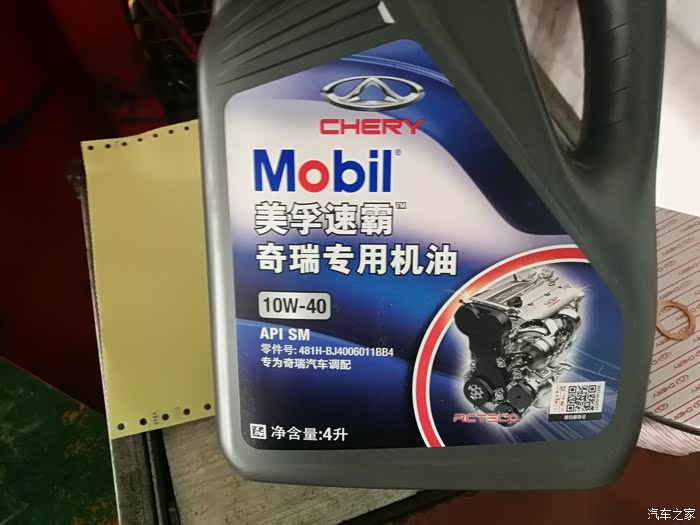 CHERY
Mobil®
美孚速霸™
奇瑞专用机油
10W-40
API SM
零件号: 481H-BJ4006011BB4
专为奇瑞汽车调配
ACTECO
净含量:4升
汽车之家